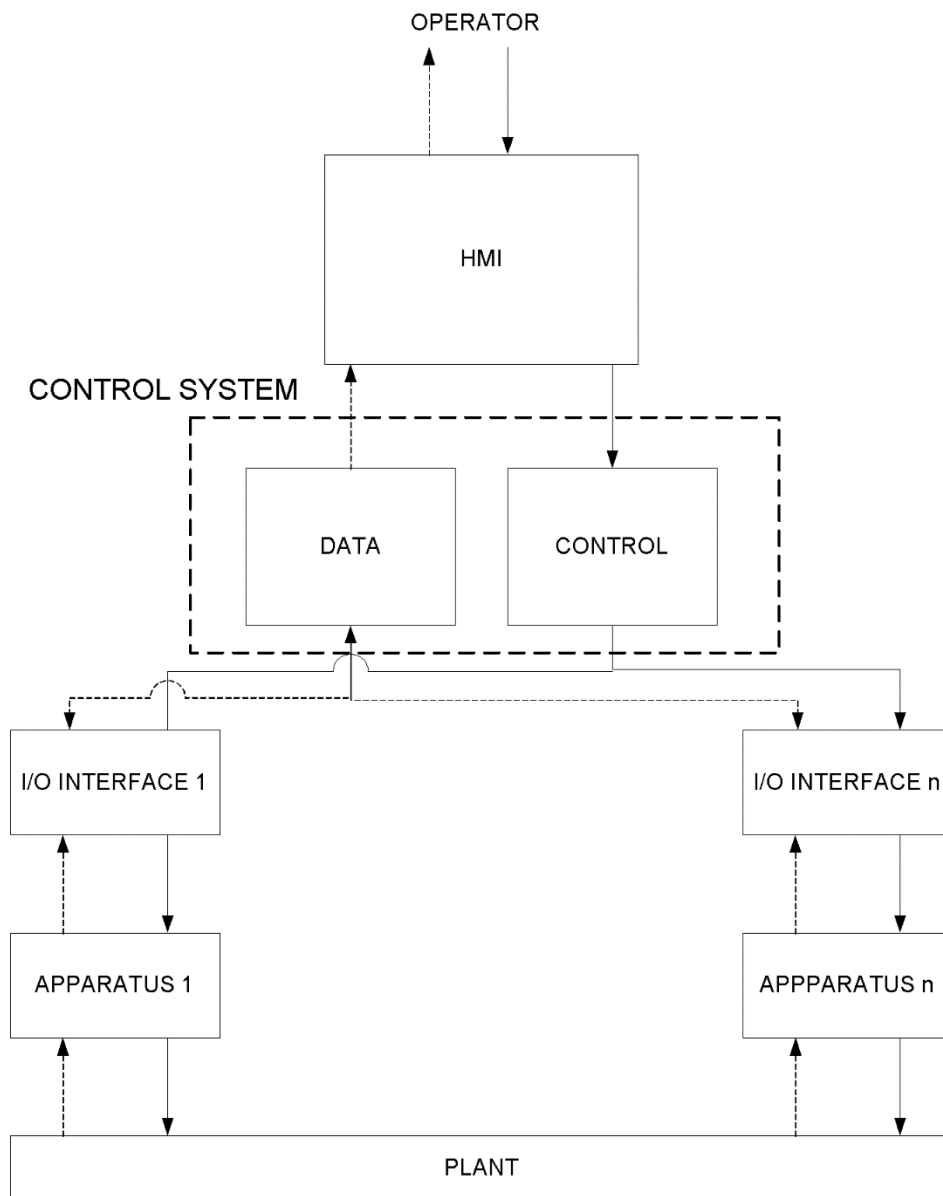 OPERATOR
HMI
CONTROL SYSTEM
DATA
CONTROL
I/O INTERFACE 1
I/O INTERFACE n
APPARATUS 1
APPPARATUS n
PLANT